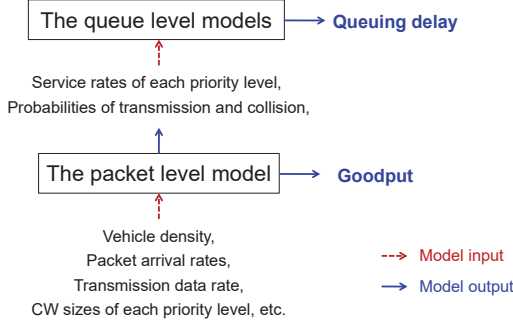 The queue level models
Queuing delay
Service rates of each priority level,
Probabilities of transmission and collision,
The packet level model
Goodput
Vehicle density,
Packet arrival rates,
Transmission data rate,
CW sizes of each priority level, etc.
Model input
Model output